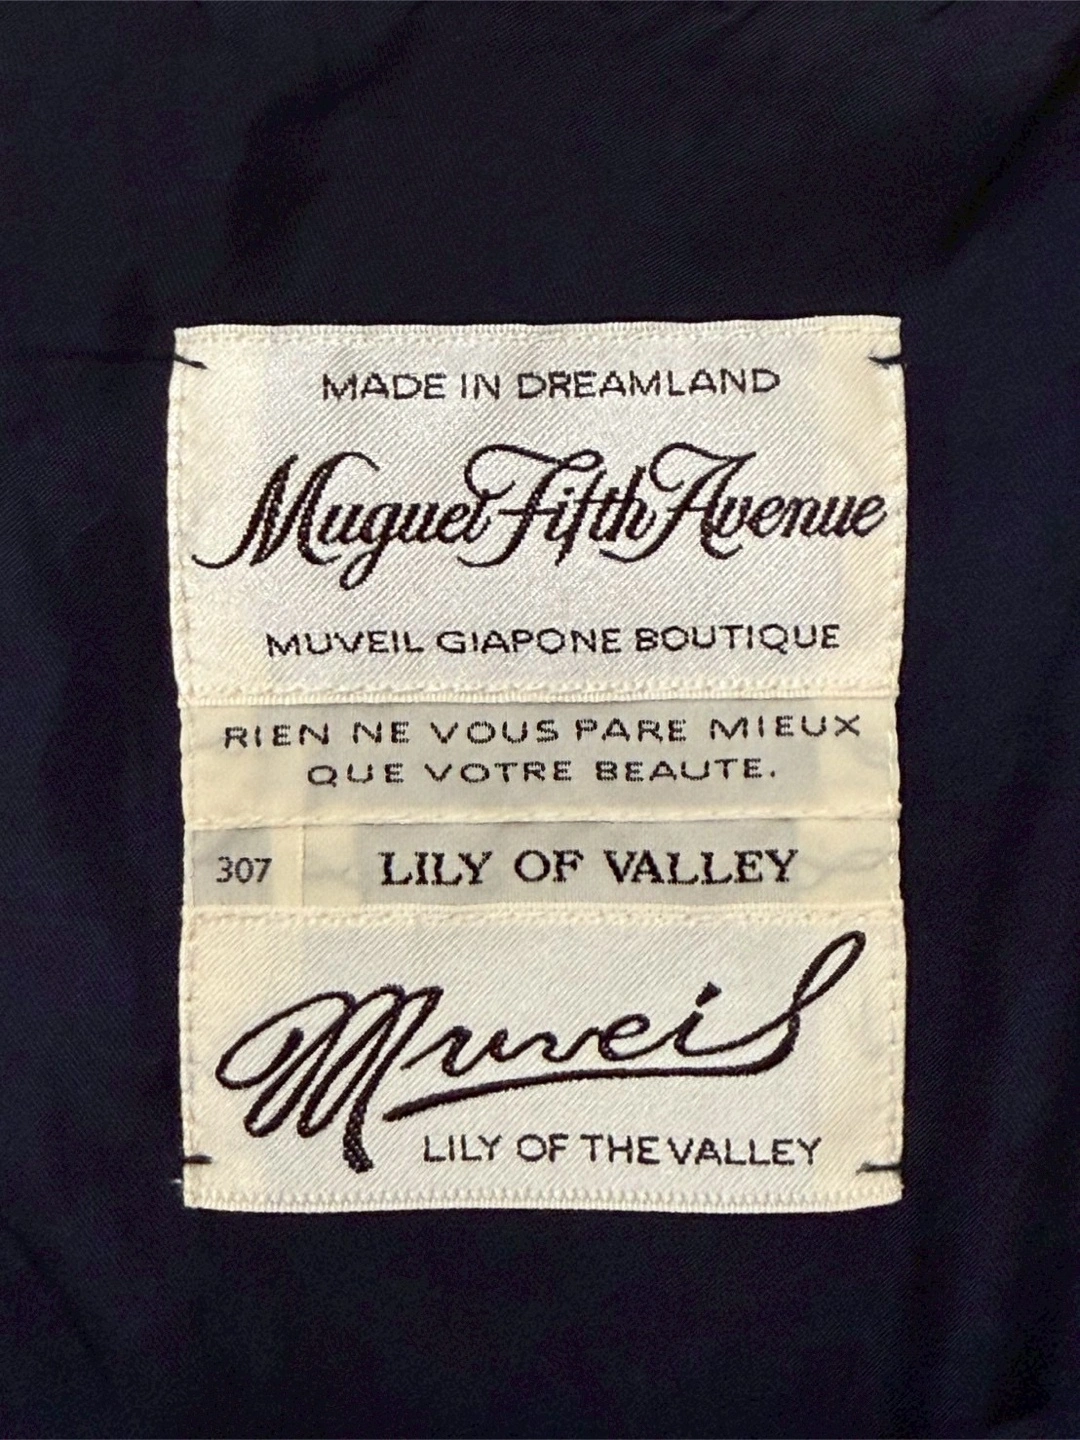 MADE IN DREAMLAND
Muguet Fifth Avenue
MUVEIL GIAPONE BOUTIQUE
RIEN NE VOUS PARE MIEUX
QUE VOTRE BEAUTE.
307 LILY OF VALLEY
Muveil
LILY OF THE VALLEY